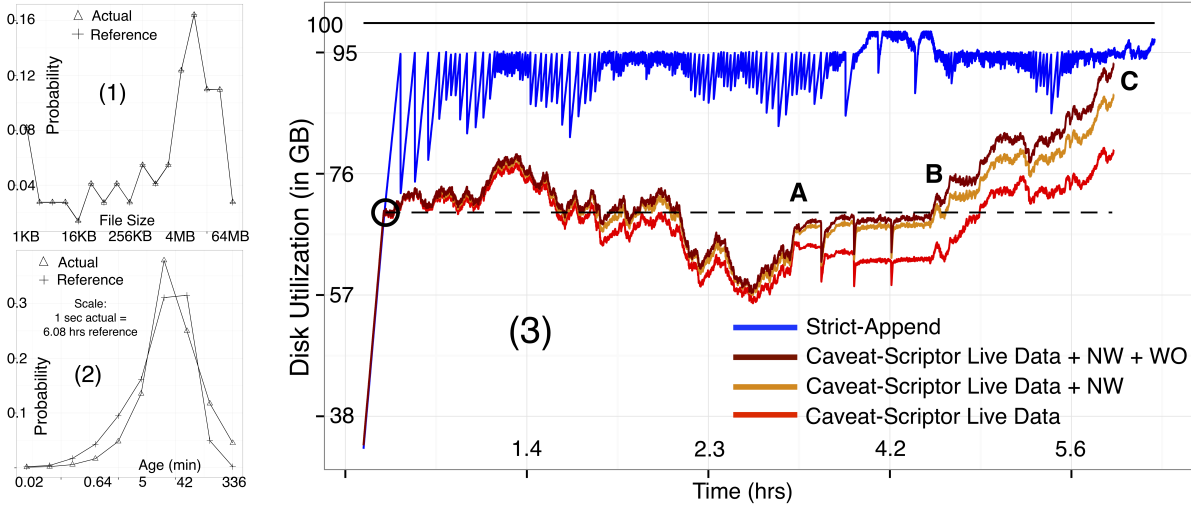 0.16
0.12
0.08
0.04
Probability
Actual
Reference
(1)
File Size
1KB 16KB 256KB 4MB 64MB
Actual
Reference
Scale:
1 sec actual =
6.08 hrs reference
0.3
0.2
0.1
Probability
(2)
Age (min)
0.02 0.64 5 42 336
100
95
76
57
38
Disk Utilization (in GB)
A
B
C
(3)
Strict-Append
Caveat-Scriptor Live Data + NW + WO
Caveat-Scriptor Live Data + NW
Caveat-Scriptor Live Data
1.4 2.3 4.2 5.6
Time (hrs)